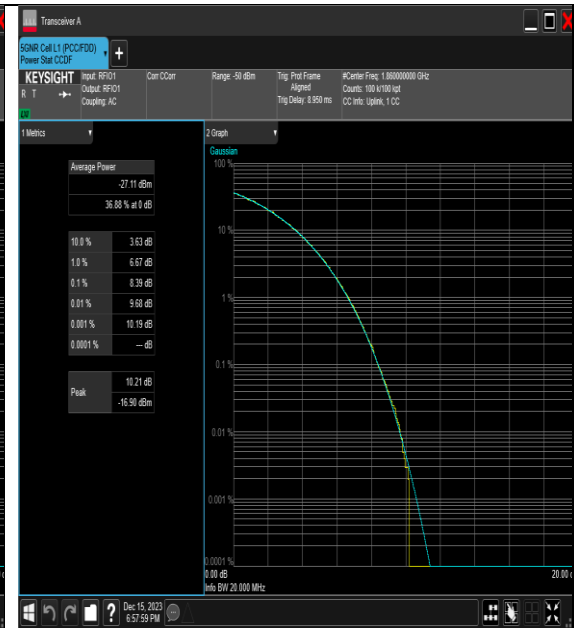 Transceiver A
5GNR Cell L1 (PCC/FDD)
Power Stat CCDF
+
KEYSIGHT
R T
Input: RFIO1
Output: RFIO1
Coupling: AC
Corr CCorr
Range: -50 dBm
Trig: Prot Frame
Aligned
Trig Delay: 8.950 ms
#Center Freq: 1.860000000 GHz
Counts: 100 k/100 kpt
CC Info: Uplink, 1 CC
1 Metrics
Average Power
-27.11 dBm
36.88 % at 0 dB
10.0 % 3.63 dB
1.0 % 6.67 dB
0.1 % 8.39 dB
0.01 % 9.68 dB
0.001 % 10.19 dB
0.0001 % --- dB
Peak 10.21 dB
-16.90 dBm
2 Graph
Gaussian
100 %
10 %
1 %
0.1 %
0.01 %
0.001 %
0.0001 %
0.00 dB 20.00
Info BW 20.000 MHz
? Dec 15, 2023
6:57:59 PM